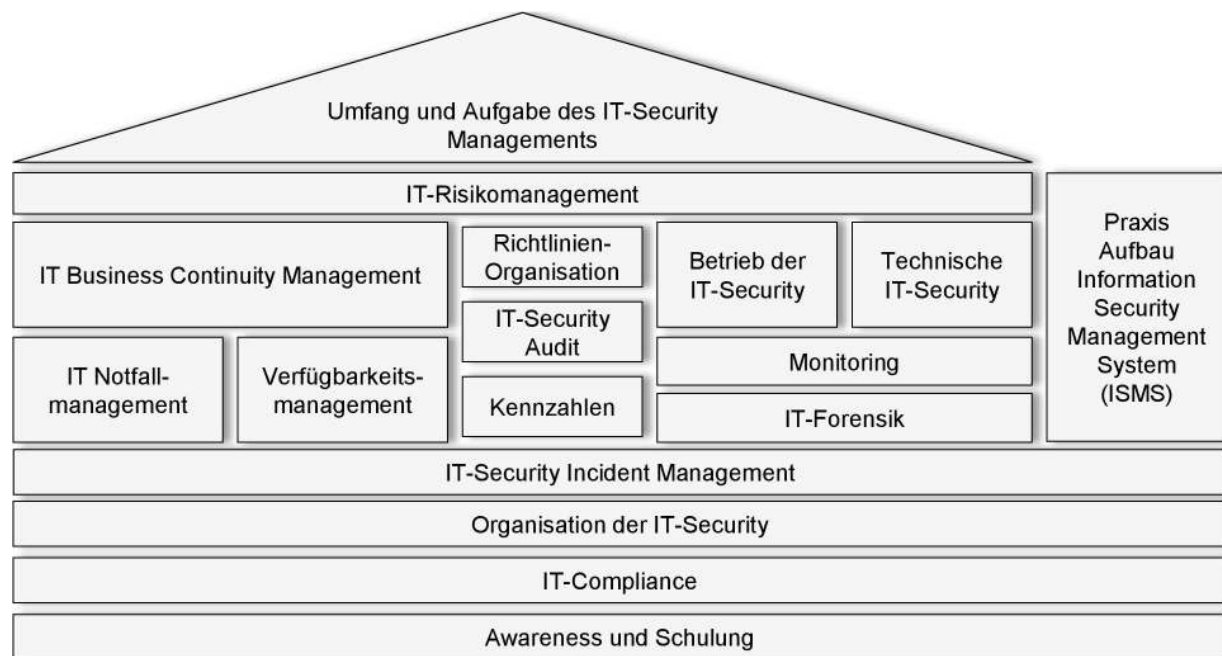 Umfang und Aufgabe des IT-Security
Managements
IT-Risikomanagement
IT Business Continuity Management
Richtlinien-
Organisation
IT-Security
Audit
Kennzahlen
Betrieb der
IT-Security
Technische
IT-Security
Monitoring
IT-Forensik
IT Notfall-
management
Verfügbarkeits-
management
Praxis
Aufbau
Information
Security
Management
System
(ISMS)
IT-Security Incident Management
Organisation der IT-Security
IT-Compliance
Awareness und Schulung